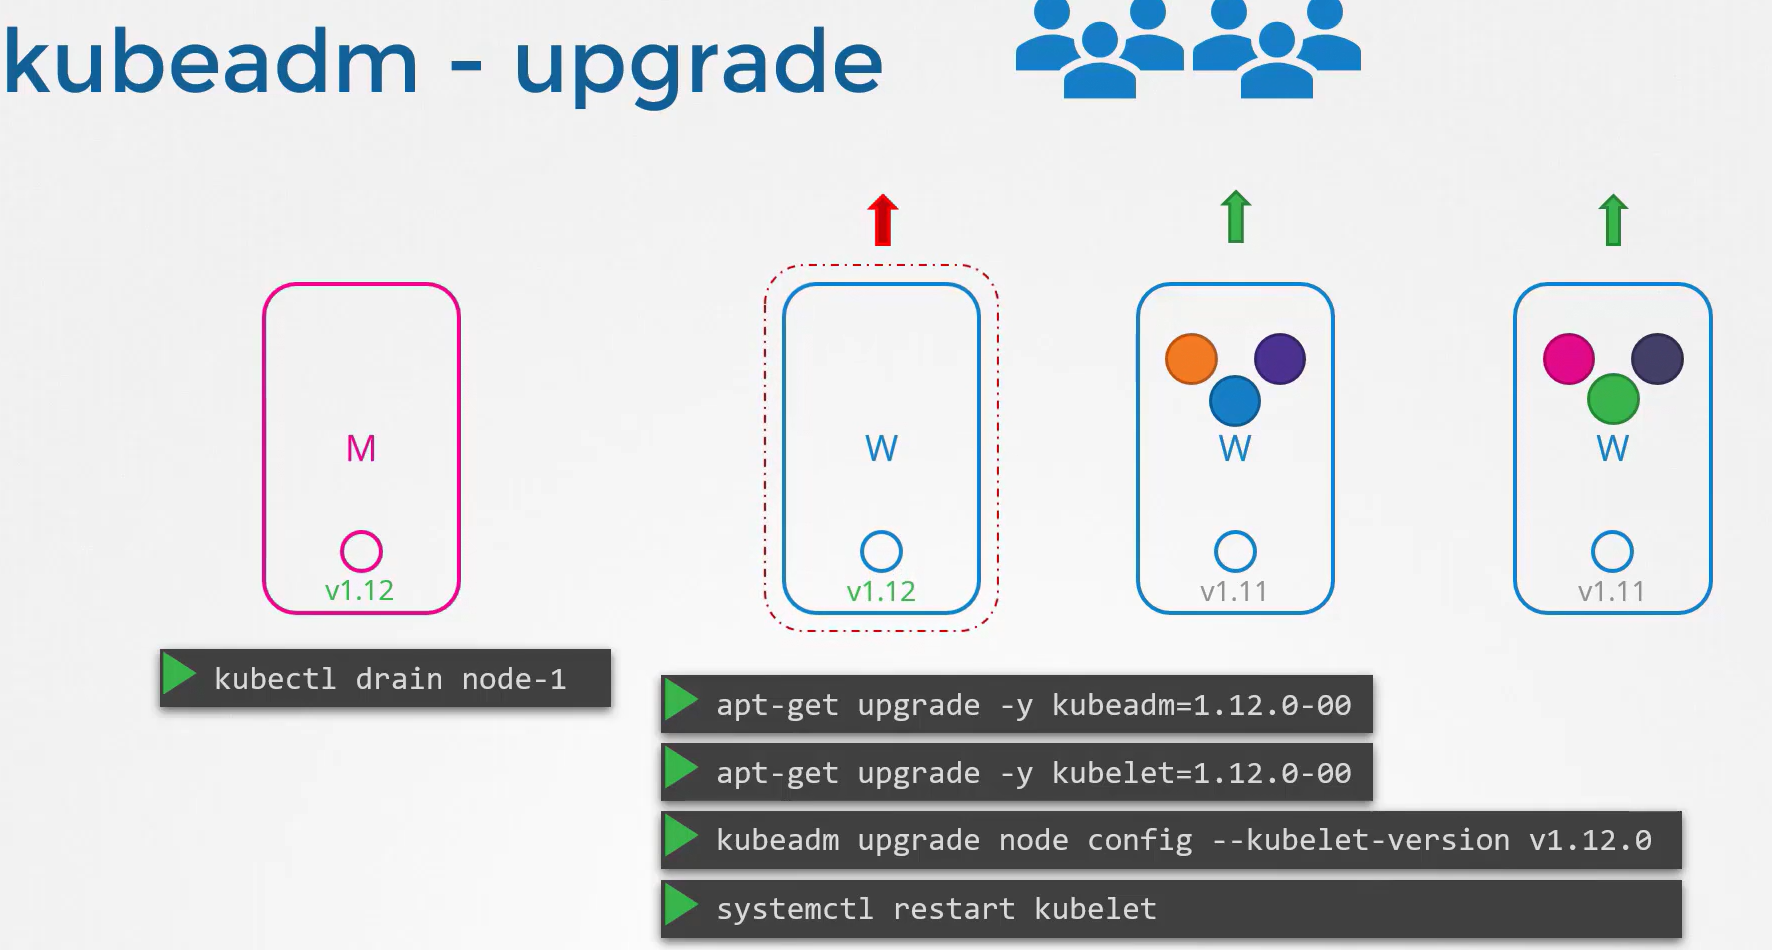 kubeadm - upgrade
M
W
W
W
v1.12
v1.12
v1.11
v1.11
kubectl drain node-1
apt-get upgrade -y kubeadm=1.12.0-00
apt-get upgrade -y kubelet=1.12.0-00
kubeadm upgrade node config --kubelet-version v1.12.0
systemctl restart kubelet